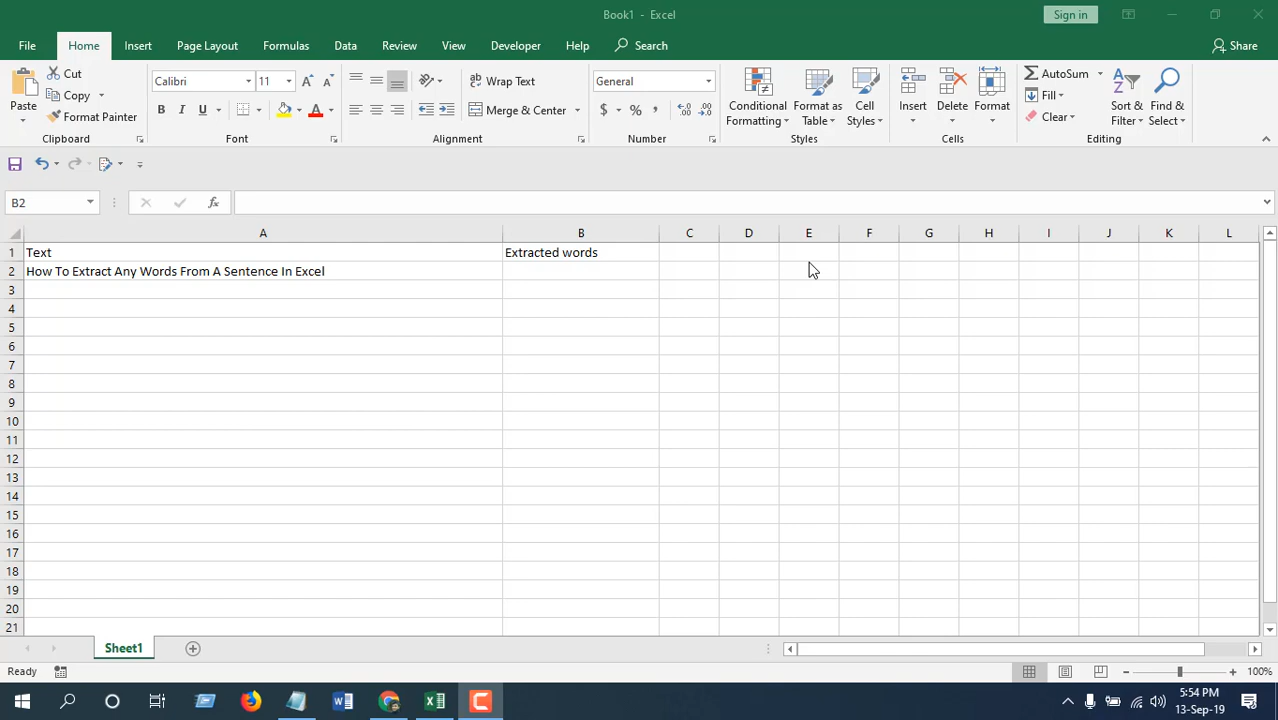 Book1 - Excel
Sign in
File Home Insert Page Layout Formulas Data Review View Developer Help Search Share
Paste
Cut
Copy
Format Painter
Clipboard
Calibri 11
B I U
Font
Wrap Text
Merge & Center
Alignment
General
$ % ,
Number
Conditional Formatting
Format as Table
Cell Styles
Styles
Insert
Delete
Format
Cells
AutoSum
Fill
Clear
Sort & Filter
Find & Select
Editing
B2
fx
A B C D E F G H I J K L
1 Text Extracted words
2 How To Extract Any Words From A Sentence In Excel
3
4
5
6
7
8
9
10
11
12
13
14
15
16
17
18
19
20
21
Sheet1
Ready
100%
5:54 PM
13-Sep-19